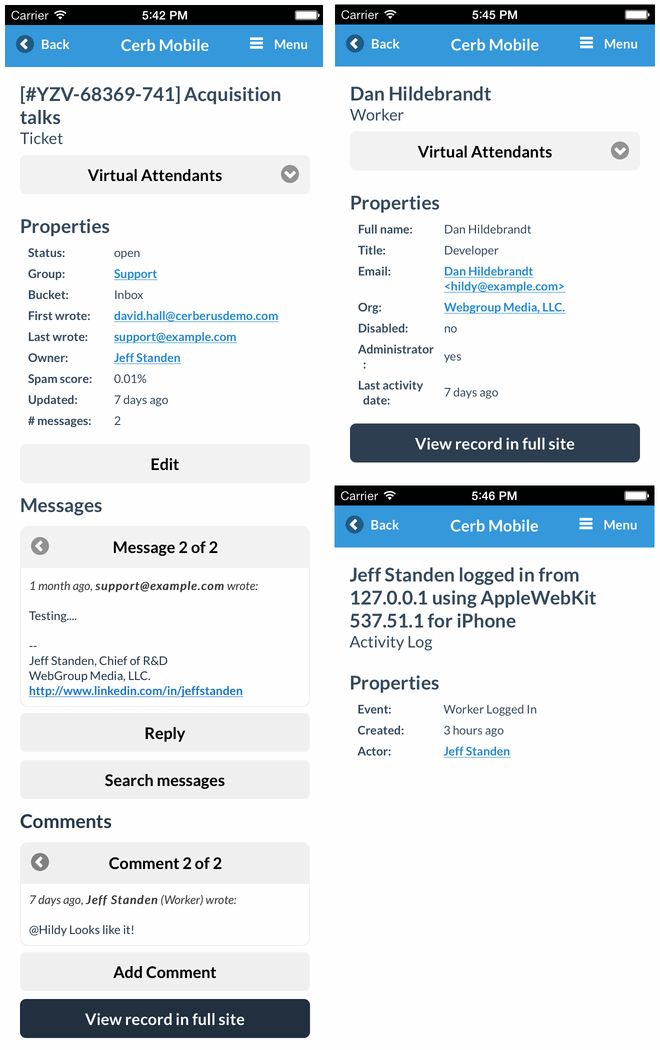 Carrier 5:42 PM
Back Cerb Mobile Menu
[#YZV-68369-741] Acquisition
talks
Ticket
Virtual Attendants
Properties
Status: open
Group: Support
Bucket: Inbox
First wrote: david.hall@cerberusdemo.com
Last wrote: support@example.com
Owner: Jeff Standen
Spam score: 0.01%
Updated: 7 days ago
# messages: 2
Edit
Messages
Message 2 of 2
1 month ago, support@example.com wrote:
Testing....
--
Jeff Standen, Chief of R&D
WebGroup Media, LLC.
http://www.linkedin.com/in/jeffstanden
Reply
Search messages
Comments
Comment 2 of 2
7 days ago, Jeff Standen (Worker) wrote:
@Hildy Looks like it!
Add Comment
View record in full site
Carrier 5:45 PM
Back Cerb Mobile Menu
Dan Hildebrandt
Worker
Virtual Attendants
Properties
Full name: Dan Hildebrandt
Title: Developer
Email: Dan Hildebrandt
<hildy@example.com>
Org: Webgroup Media, LLC.
Disabled: no
Administrator
: yes
Last activity
date: 7 days ago
View record in full site
Carrier 5:46 PM
Back Cerb Mobile Menu
Jeff Standen logged in from
127.0.0.1 using AppleWebKit
537.51.1 for iPhone
Activity Log
Properties
Event: Worker Logged In
Created: 3 hours ago
Actor: Jeff Standen